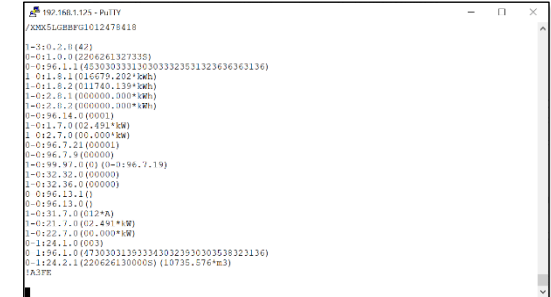 192.168.1.125 - PuTTY
/XMX5LGBBFG1012478418
1-3:0.2.8(42)
0-0:1.0.0(220626132733S)
0-0:96.1.1(4530303331303033323531323636363136)
1-0:1.8.1(016679.202*kWh)
1-0:1.8.2(011740.139*kWh)
1-0:2.8.1(000000.000*kWh)
1-0:2.8.2(000000.000*kWh)
0-0:96.14.0(0001)
1-0:1.7.0(02.491*kW)
1-0:2.7.0(00.000*kW)
0-0:96.7.21(00001)
0-0:96.7.9(00000)
1-0:99.97.0(0)(0-0:96.7.19)
1-0:32.32.0(00000)
1-0:32.36.0(00000)
0-0:96.13.1()
0-0:96.13.0()
1-0:31.7.0(012*A)
1-0:21.7.0(02.491*kW)
1-0:22.7.0(00.000*kW)
0-1:24.1.0(003)
0-1:96.1.0(4730303139333430323930303538323136)
0-1:24.2.1(220626130000S)(10735.576*m3)
!A3FE